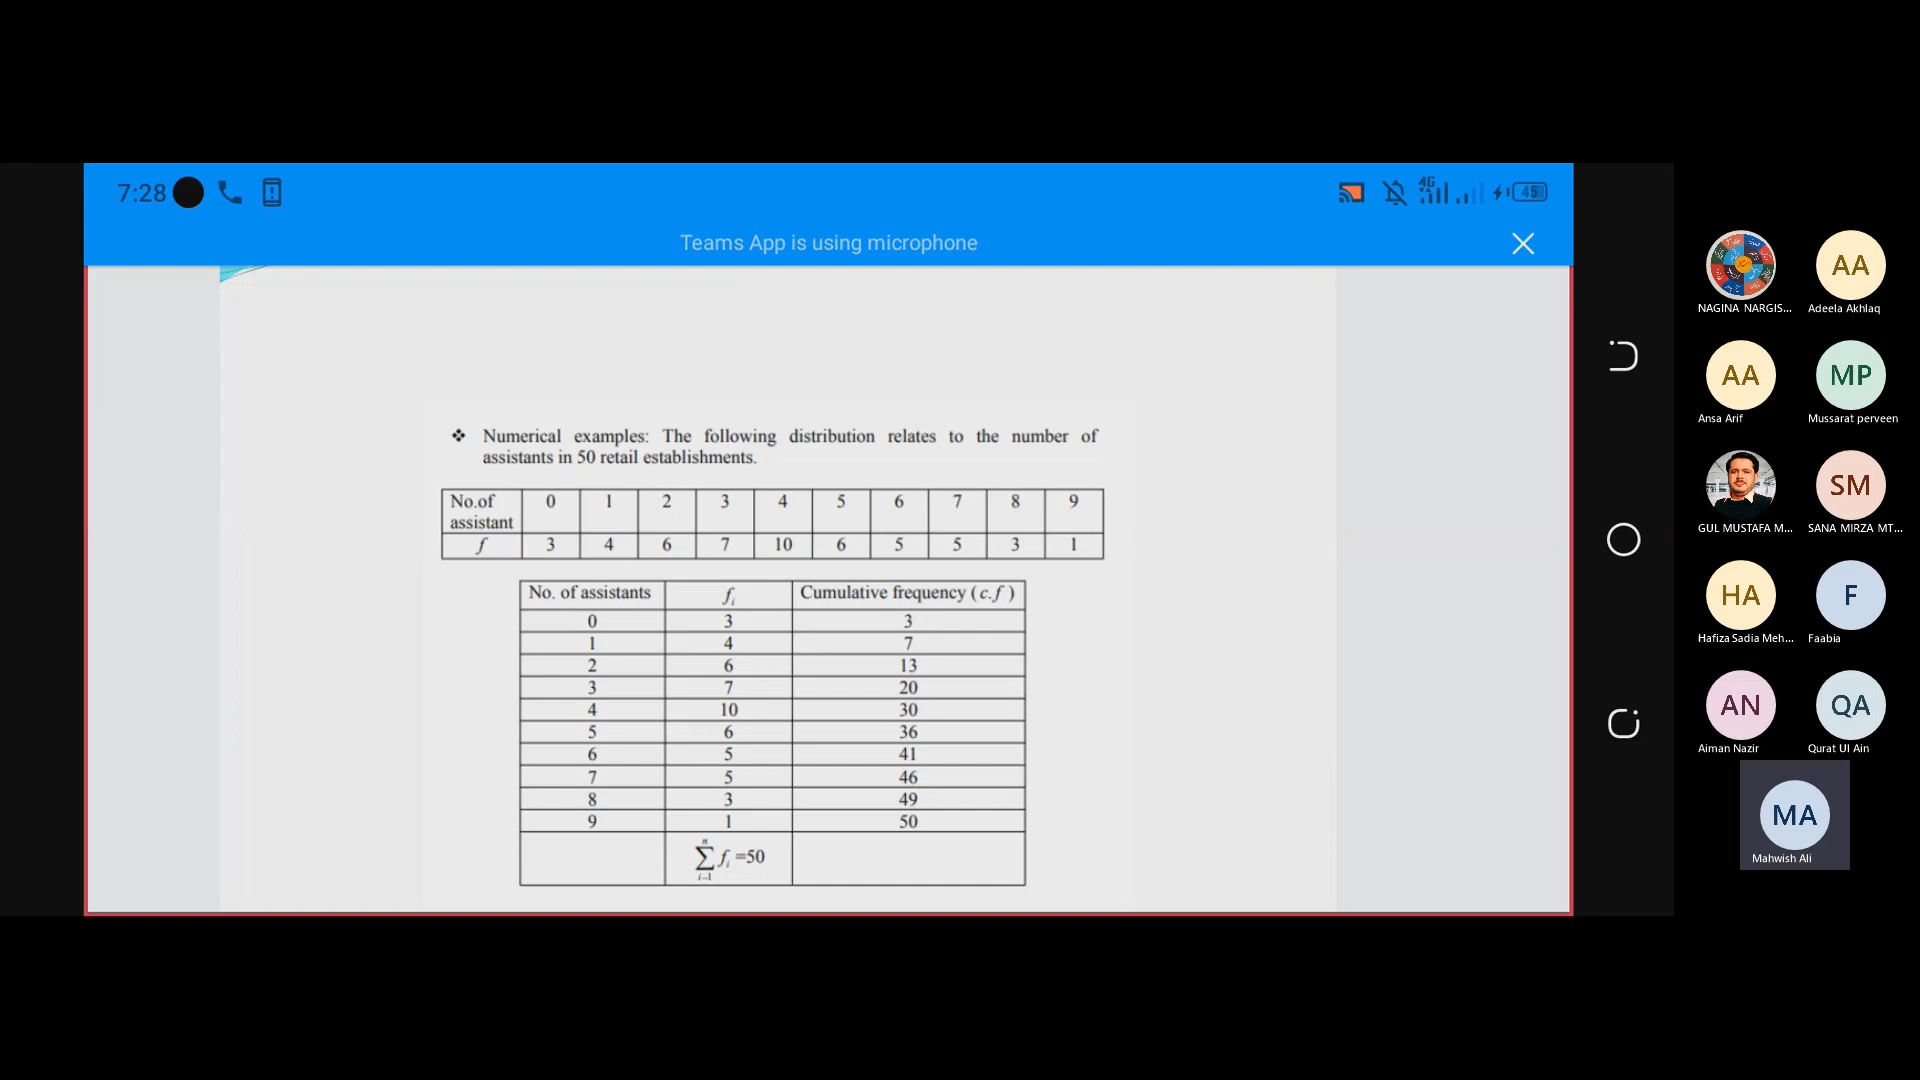 7:28
4G
45
Teams App is using microphone
❖ Numerical examples: The following distribution relates to the number of
assistants in 50 retail establishments.
No.of assistant 0 1 2 3 4 5 6 7 8 9
f 3 4 6 7 10 6 5 5 3 1
No. of assistants fᵢ Cumulative frequency (c.f)
0 3 3
1 4 7
2 6 13
3 7 20
4 10 30
5 6 36
6 5 41
7 5 46
8 3 49
9 1 50
n
∑ fᵢ =50
i=1
NAGINA NARGIS...
AA
Adeela Akhlaq
AA
Ansa Arif
MP
Mussarat perveen
GUL MUSTAFA M...
SM
SANA MIRZA MT...
HA
Hafiza Sadia Meh...
F
Faabia
AN
Aiman Nazir
QA
Qurat Ul Ain
MA
Mahwish Ali